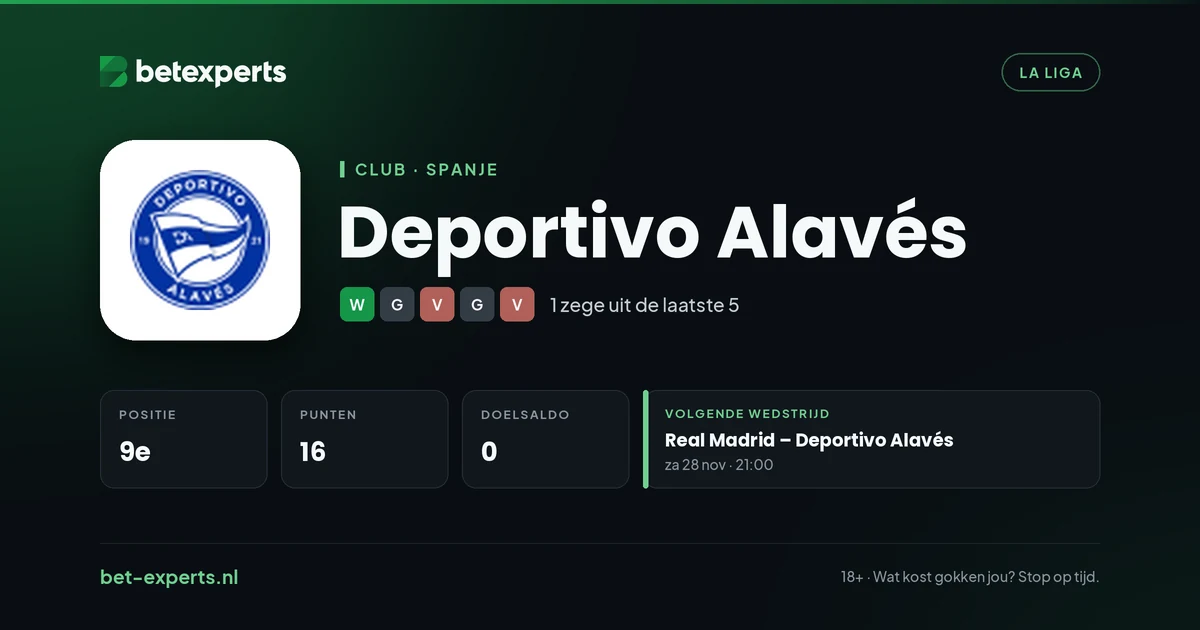 betexperts
LA LIGA
DEPORTIVO
19 21
ALAVÉS
CLUB · SPANJE
Deportivo Alavés
W G V G V 1 zege uit de laatste 5
POSITIE
9e
PUNTEN
16
DOELSALDO
0
VOLGENDE WEDSTRIJD
Real Madrid – Deportivo Alavés
za 28 nov · 21:00
bet-experts.nl
18+ · Wat kost gokken jou? Stop op tijd.